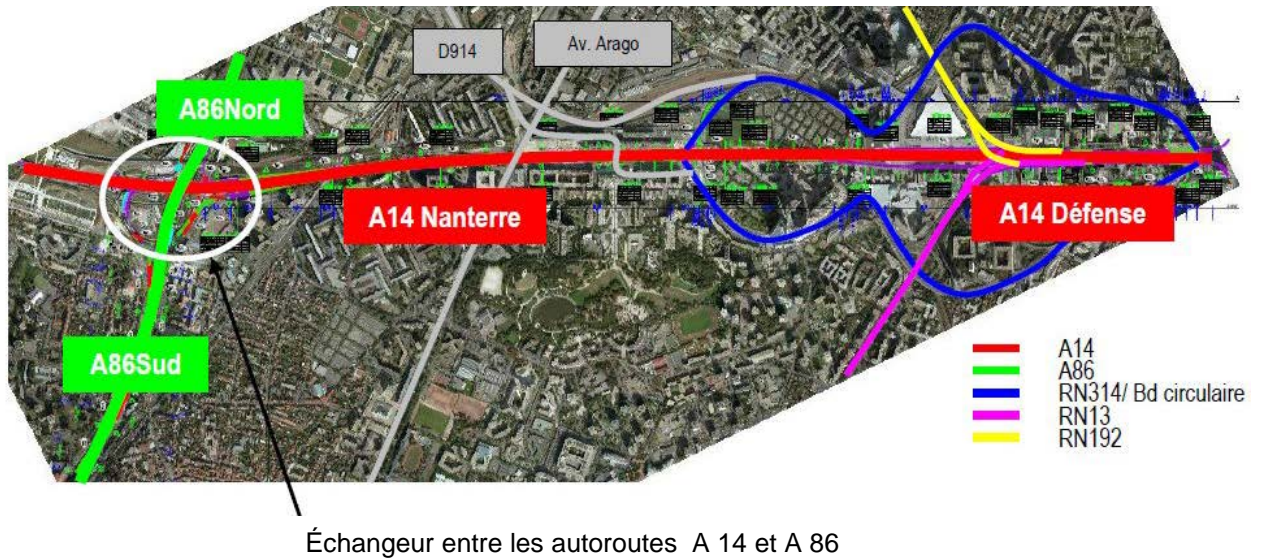 D914
Av. Arago
A86Nord
A14 Nanterre
A14 Défense
A86Sud
A14
A86
RN314/ Bd circulaire
RN13
RN192
Échangeur entre les autoroutes A 14 et A 86